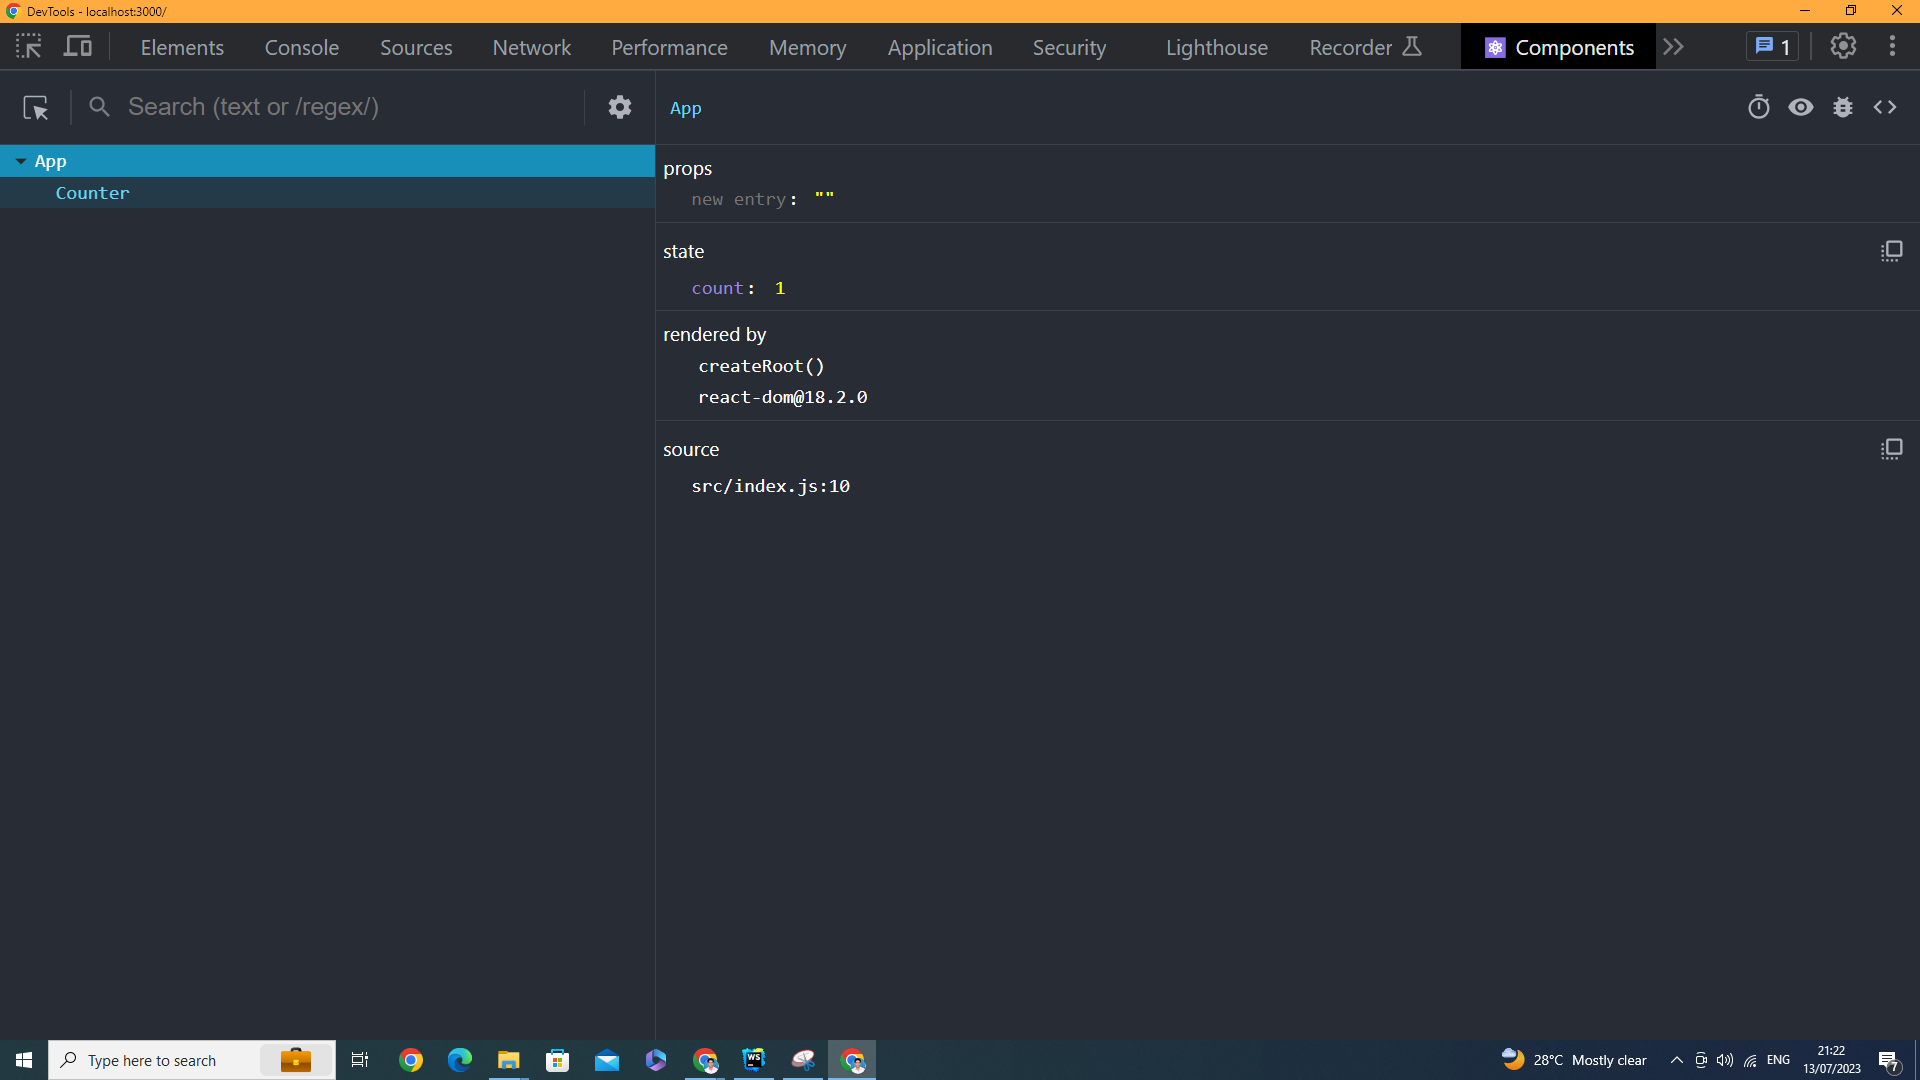 DevTools - localhost:3000/
Elements Console Sources Network Performance Memory Application Security Lighthouse Recorder Components 1
Search (text or /regex/)
App
App
Counter
props
new entry: ""
state
count: 1
rendered by
createRoot()
react-dom@18.2.0
source
src/index.js:10
Type here to search
WS
28°C Mostly clear
ENG
21:22
13/07/2023
7